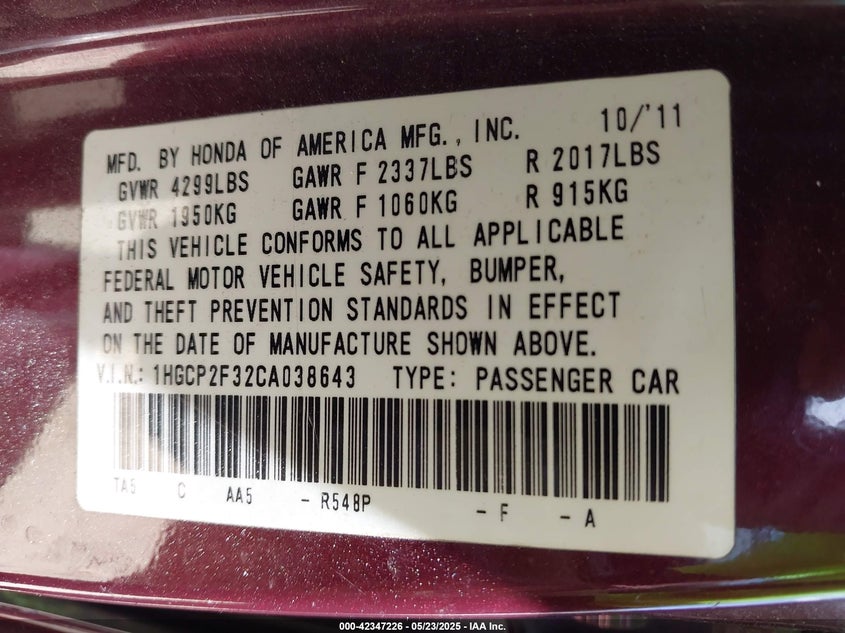 MFD. BY HONDA OF AMERICA MFG., INC. 10/'11
GVWR 4299LBS GAWR F 2337LBS R 2017LBS
GVWR 1950KG GAWR F 1060KG R 915KG
THIS VEHICLE CONFORMS TO ALL APPLICABLE
FEDERAL MOTOR VEHICLE SAFETY, BUMPER,
AND THEFT PREVENTION STANDARDS IN EFFECT
ON THE DATE OF MANUFACTURE SHOWN ABOVE.
V.I.N.: 1HGCP2F32CA038643 TYPE: PASSENGER CAR
TA5 C AA5 - R548P - F - A
000-42347226 - 05/23/2025 - IAA Inc.